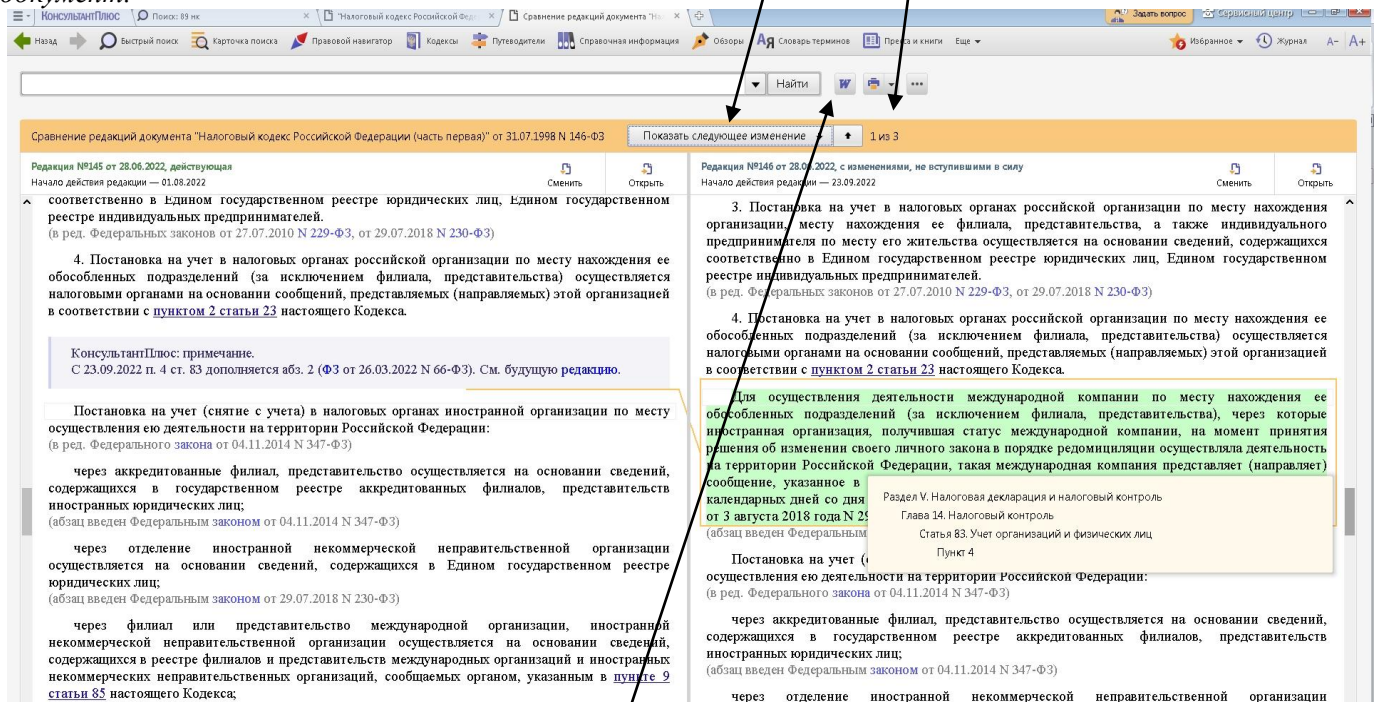 документ.
КонсультантПлюс
Поиск: 89 нк
"Налоговый кодекс Российской Феде
Сравнение редакций документа "На
Задать вопрос
Сервисный центр
Назад
Быстрый поиск
Карточка поиска
Правовой навигатор
Кодексы
Путеводители
Справочная информация
Обзоры
Словарь терминов
Пресса и книги
Еще
Избранное
Журнал
A-
A+
Найти
Сравнение редакций документа "Налоговый кодекс Российской Федерации (часть первая)" от 31.07.1998 N 146-ФЗ
Показать следующее изменение
1 из 3
Редакция №145 от 28.06.2022, действующая
Начало действия редакции — 01.08.2022
Сменить
Открыть
соответственно в Едином государственном реестре юридических лиц, Едином государственном
реестре индивидуальных предпринимателей.
(в ред. Федеральных законов от 27.07.2010 N 229-ФЗ, от 29.07.2018 N 230-ФЗ)
4. Постановка на учет в налоговых органах российской организации по месту нахождения ее
обособленных подразделений (за исключением филиала, представительства) осуществляется
налоговыми органами на основании сообщений, представляемых (направляемых) этой организацией
в соответствии с пунктом 2 статьи 23 настоящего Кодекса.
КонсультантПлюс: примечание.
С 23.09.2022 п. 4 ст. 83 дополняется абз. 2 (ФЗ от 26.03.2022 N 66-ФЗ). См. будущую редакцию.
Постановка на учет (снятие с учета) в налоговых органах иностранной организации по месту
осуществления ею деятельности на территории Российской Федерации:
(в ред. Федерального закона от 04.11.2014 N 347-ФЗ)
через аккредитованные филиал, представительство осуществляется на основании сведений,
содержащихся в государственном реестре аккредитованных филиалов, представительств
иностранных юридических лиц;
(абзац введен Федеральным законом от 04.11.2014 N 347-ФЗ)
через отделение иностранной некоммерческой неправительственной организации
осуществляется на основании сведений, содержащихся в Едином государственном реестре
юридических лиц;
(абзац введен Федеральным законом от 29.07.2018 N 230-ФЗ)
через филиал или представительство международной организации, иностранной
некоммерческой неправительственной организации осуществляется на основании сведений,
содержащихся в реестре филиалов и представительств международных организаций и иностранных
некоммерческих неправительственных организаций, сообщаемых органом, указанным в пункте 9
статьи 85 настоящего Кодекса;
Редакция №146 от 28.06.2022, с изменениями, не вступившими в силу
Начало действия редакции — 23.09.2022
Сменить
Открыть
3. Постановка на учет в налоговых органах российской организации по месту нахождения
организации, месту нахождения ее филиала, представительства, а также индивидуального
предпринимателя по месту его жительства осуществляется на основании сведений, содержащихся
соответственно в Едином государственном реестре юридических лиц, Едином государственном
реестре индивидуальных предпринимателей.
(в ред. Федеральных законов от 27.07.2010 N 229-ФЗ, от 29.07.2018 N 230-ФЗ)
4. Постановка на учет в налоговых органах российской организации по месту нахождения ее
обособленных подразделений (за исключением филиала, представительства) осуществляется
налоговыми органами на основании сообщений, представляемых (направляемых) этой организацией
в соответствии с пунктом 2 статьи 23 настоящего Кодекса.
Для осуществления деятельности международной компании по месту нахождения ее
обособленных подразделений (за исключением филиала, представительства), через которые
иностранная организация, получившая статус международной компании, на момент принятия
решения об изменении своего личного закона в порядке редомициляции осуществляла деятельность
на территории Российской Федерации, такая международная компания представляет (направляет)
сообщение, указанное в
календарных дней со дня
от 3 августа 2018 года N 29
(абзац введен Федеральным
Раздел V. Налоговая декларация и налоговый контроль
Глава 14. Налоговый контроль
Статья 83. Учет организаций и физических лиц
Пункт 4
Постановка на учет (
осуществления ею деятельности на территории Российской Федерации:
(в ред. Федерального закона от 04.11.2014 N 347-ФЗ)
через аккредитованные филиал, представительство осуществляется на основании сведений,
содержащихся в государственном реестре аккредитованных филиалов, представительств
иностранных юридических лиц;
(абзац введен Федеральным законом от 04.11.2014 N 347-ФЗ)
через отделение иностранной некоммерческой неправительственной организации